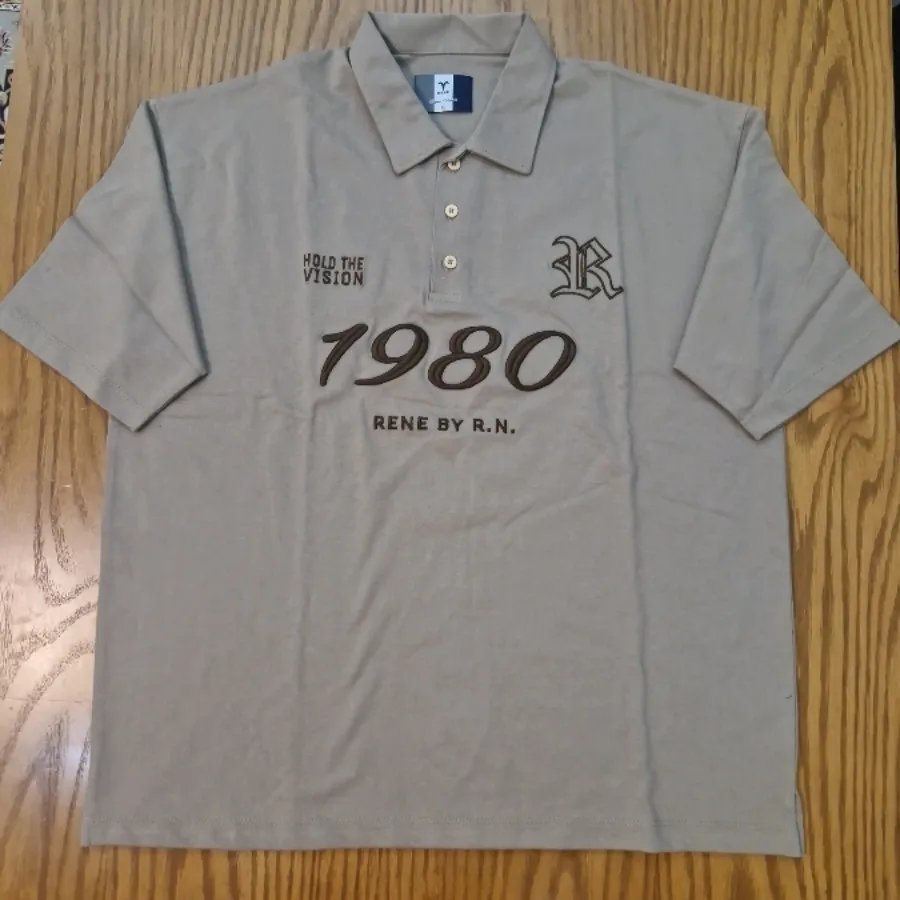 HOLD THE
VISION
R
1980
RENE BY R.N.